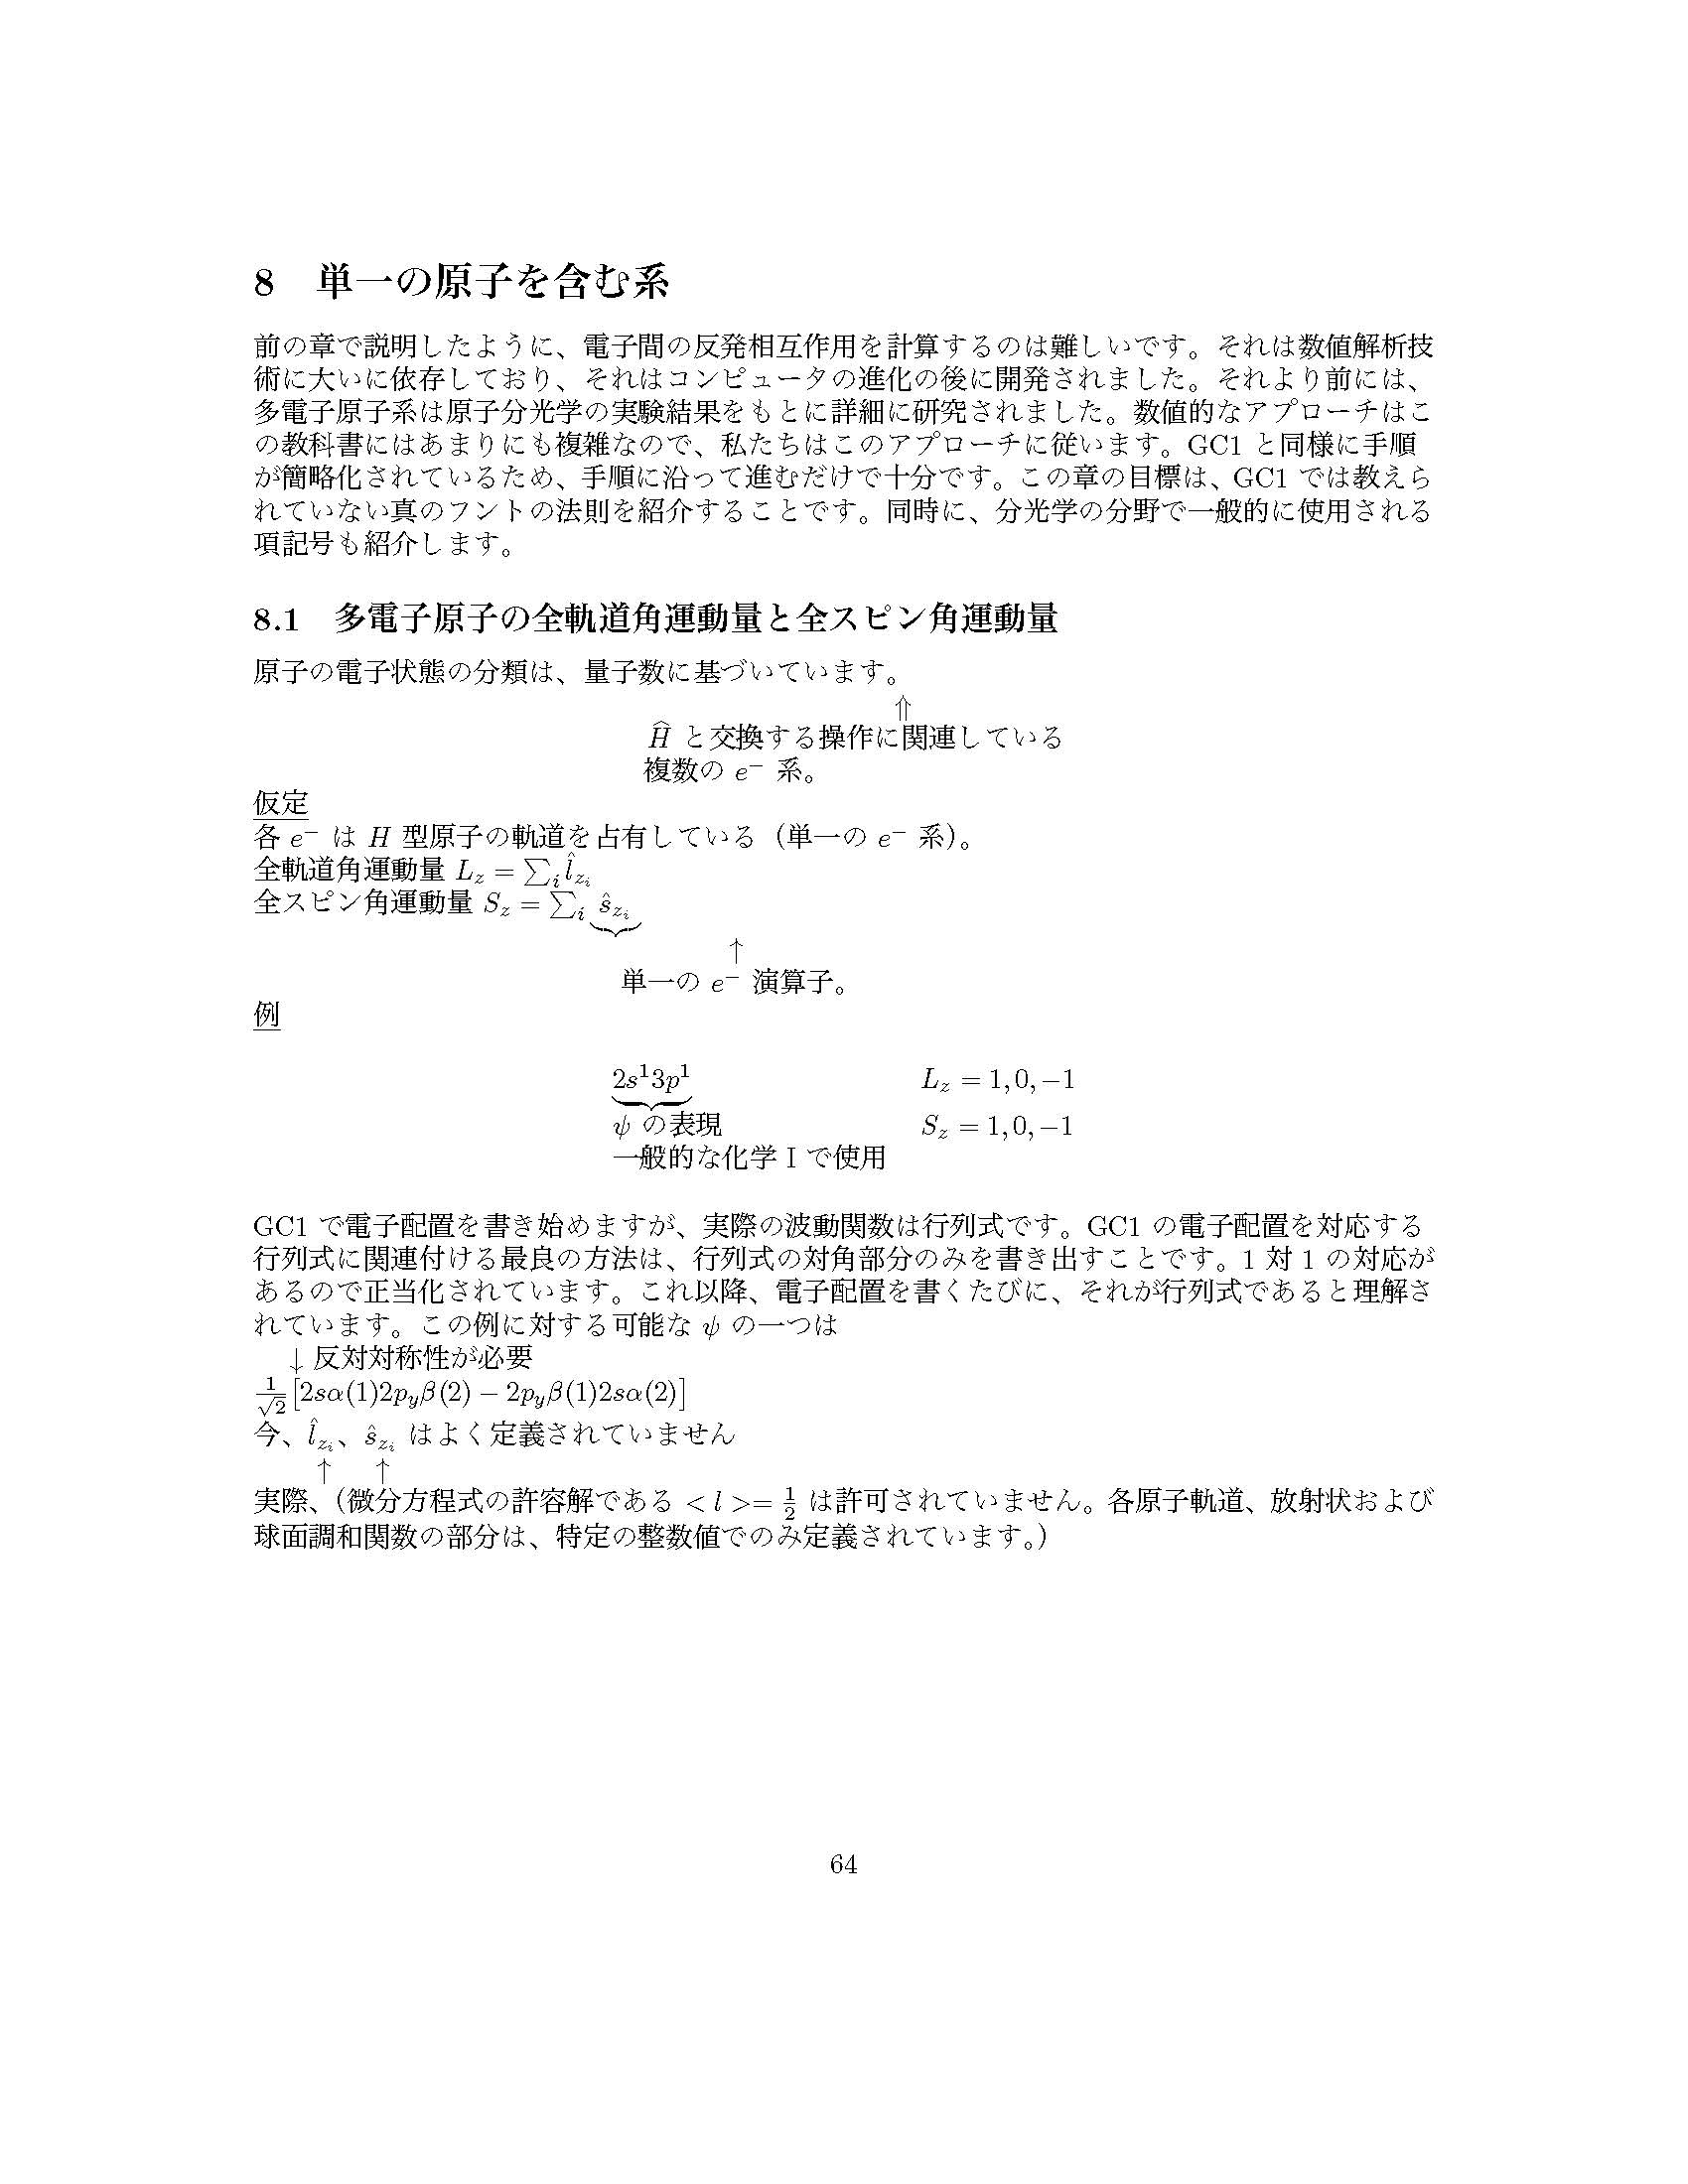 8 単一の原子を含む系
前の章で説明したように、電子間の反発相互作用を計算するのは難しいです。それは数値解析技
術に大いに依存しており、それはコンピュータの進化の後に開発されました。それより前には、
多電子原子系は原子分光学の実験結果をもとに詳細に研究されました。数値的なアプローチはこ
の教科書にはあまりにも複雑なので、私たちはこのアプローチに従います。GC1 と同様に手順
が簡略化されているため、手順に沿って進むだけで十分です。この章の目標は、GC1 では教えら
れていない真のフントの法則を紹介することです。同時に、分光学の分野で一般的に使用される
項記号も紹介します。
8.1 多電子原子の全軌道角運動量と全スピン角運動量
原子の電子状態の分類は、量子数に基づいています。
⇑
$\widehat{H}$ と交換する操作に関連している
複数の $e^-$ 系。
仮定
各 $e^-$ は $H$ 型原子の軌道を占有している（単一の $e^-$ 系）。
全軌道角運動量 $L_z = \sum_i \hat{l}_{z_i}$
全スピン角運動量 $S_z = \sum_i \underbrace{\hat{s}_{z_i}}$
↑
単一の $e^-$ 演算子。
例
$\underbrace{2s^1 3p^1}$ $L_z = 1, 0, -1$
$\psi$ の表現 $S_z = 1, 0, -1$
一般的な化学 I で使用
GC1 で電子配置を書き始めますが、実際の波動関数は行列式です。GC1 の電子配置を対応する
行列式に関連付ける最良の方法は、行列式の対角部分のみを書き出すことです。1 対 1 の対応が
あるので正当化されています。これ以降、電子配置を書くたびに、それが行列式であると理解さ
れています。この例に対する可能な $\psi$ の一つは
↓ 反対対称性が必要
$\frac{1}{\sqrt{2}}[2s\alpha(1)2p_y\beta(2) - 2p_y\beta(1)2s\alpha(2)]$
今、$\hat{l}_{z_i}$、$\hat{s}_{z_i}$ はよく定義されていません
↑ ↑
実際、（微分方程式の許容解である $< l >= \frac{1}{2}$ は許可されていません。各原子軌道、放射状および
球面調和関数の部分は、特定の整数値でのみ定義されています。）
64